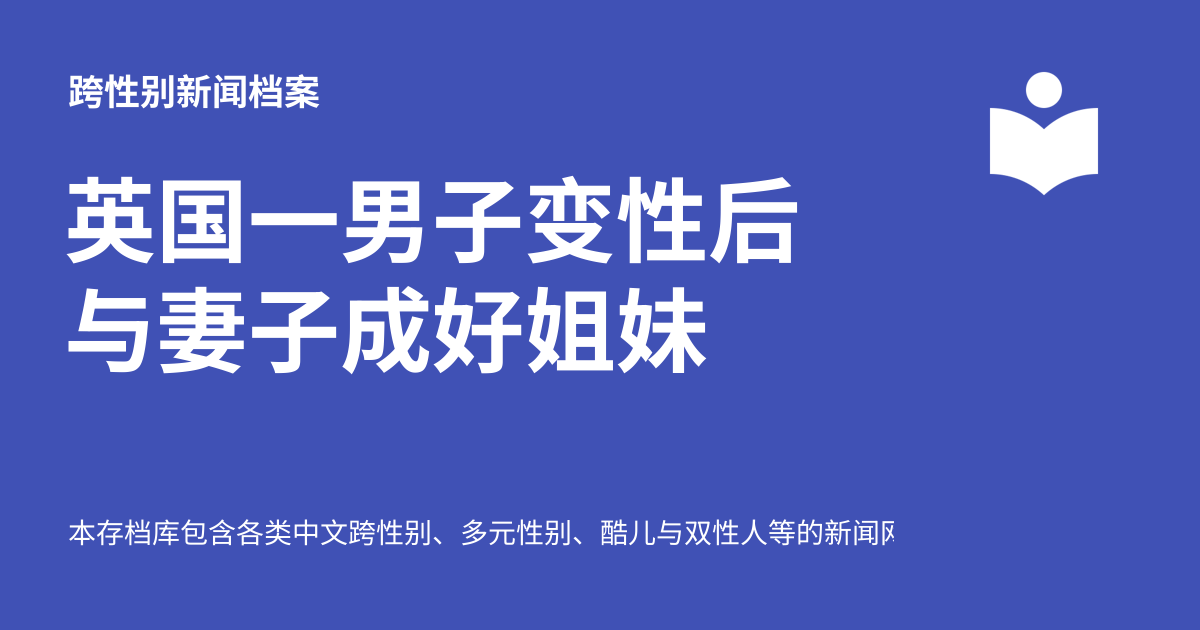 跨性别新闻档案
英国一男子变性后
与妻子成好姐妹
本存档库包含各类中文跨性别、多元性别、酷儿与双性人等的新闻